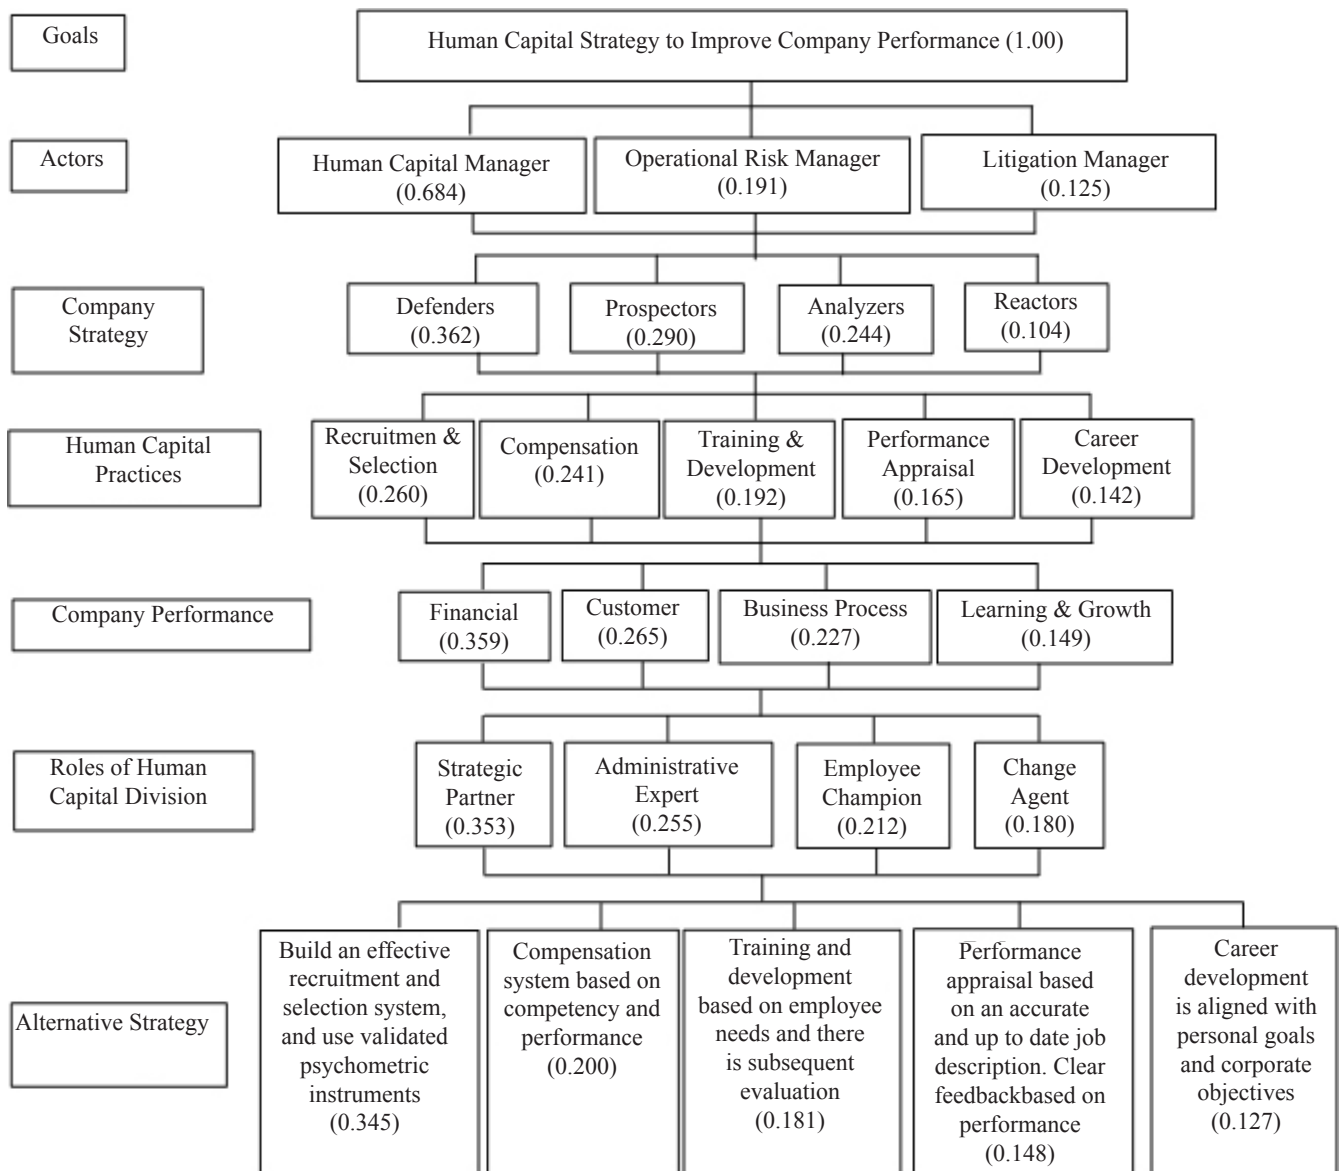 Goals
Human Capital Strategy to Improve Company Performance (1.00)
Actors
Human Capital Manager
(0.684)
Operational Risk Manager
(0.191)
Litigation Manager
(0.125)
Company
Strategy
Defenders
(0.362)
Prospectors
(0.290)
Analyzers
(0.244)
Reactors
(0.104)
Human Capital
Practices
Recruitmen &
Selection
(0.260)
Compensation
(0.241)
Training &
Development
(0.192)
Performance
Appraisal
(0.165)
Career
Development
(0.142)
Company Performance
Financial
(0.359)
Customer
(0.265)
Business Process
(0.227)
Learning & Growth
(0.149)
Roles of Human
Capital Division
Strategic
Partner
(0.353)
Administrative
Expert
(0.255)
Employee
Champion
(0.212)
Change
Agent
(0.180)
Alternative Strategy
Build an effective
recruitment and
selection system,
and use validated
psychometric
instruments
(0.345)
Compensation
system based on
competency and
performance
(0.200)
Training and
development
based on employee
needs and there
is subsequent
evaluation
(0.181)
Performance
appraisal based
on an accurate
and up to date job
description. Clear
feedbackbased on
performance
(0.148)
Career
development
is aligned with
personal goals
and corporate
objectives
(0.127)